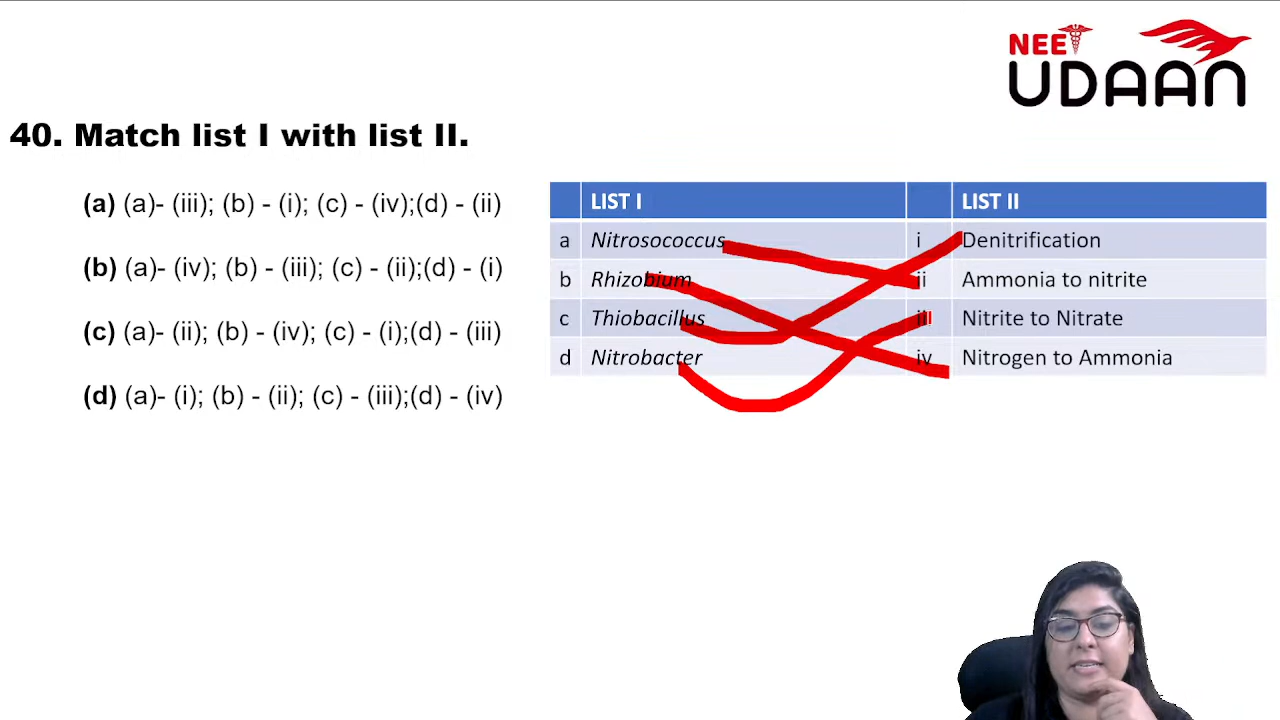 NEET
UDAAN
40. Match list I with list II.
(a) (a)- (iii); (b) - (i); (c) - (iv);(d) - (ii)
(b) (a)- (iv); (b) - (iii); (c) - (ii);(d) - (i)
(c) (a)- (ii); (b) - (iv); (c) - (i);(d) - (iii)
(d) (a)- (i); (b) - (ii); (c) - (iii);(d) - (iv)
LIST I LIST II
a Nitrosococcus i Denitrification
b Rhizobium ii Ammonia to nitrite
c Thiobacillus iii Nitrite to Nitrate
d Nitrobacter iv Nitrogen to Ammonia